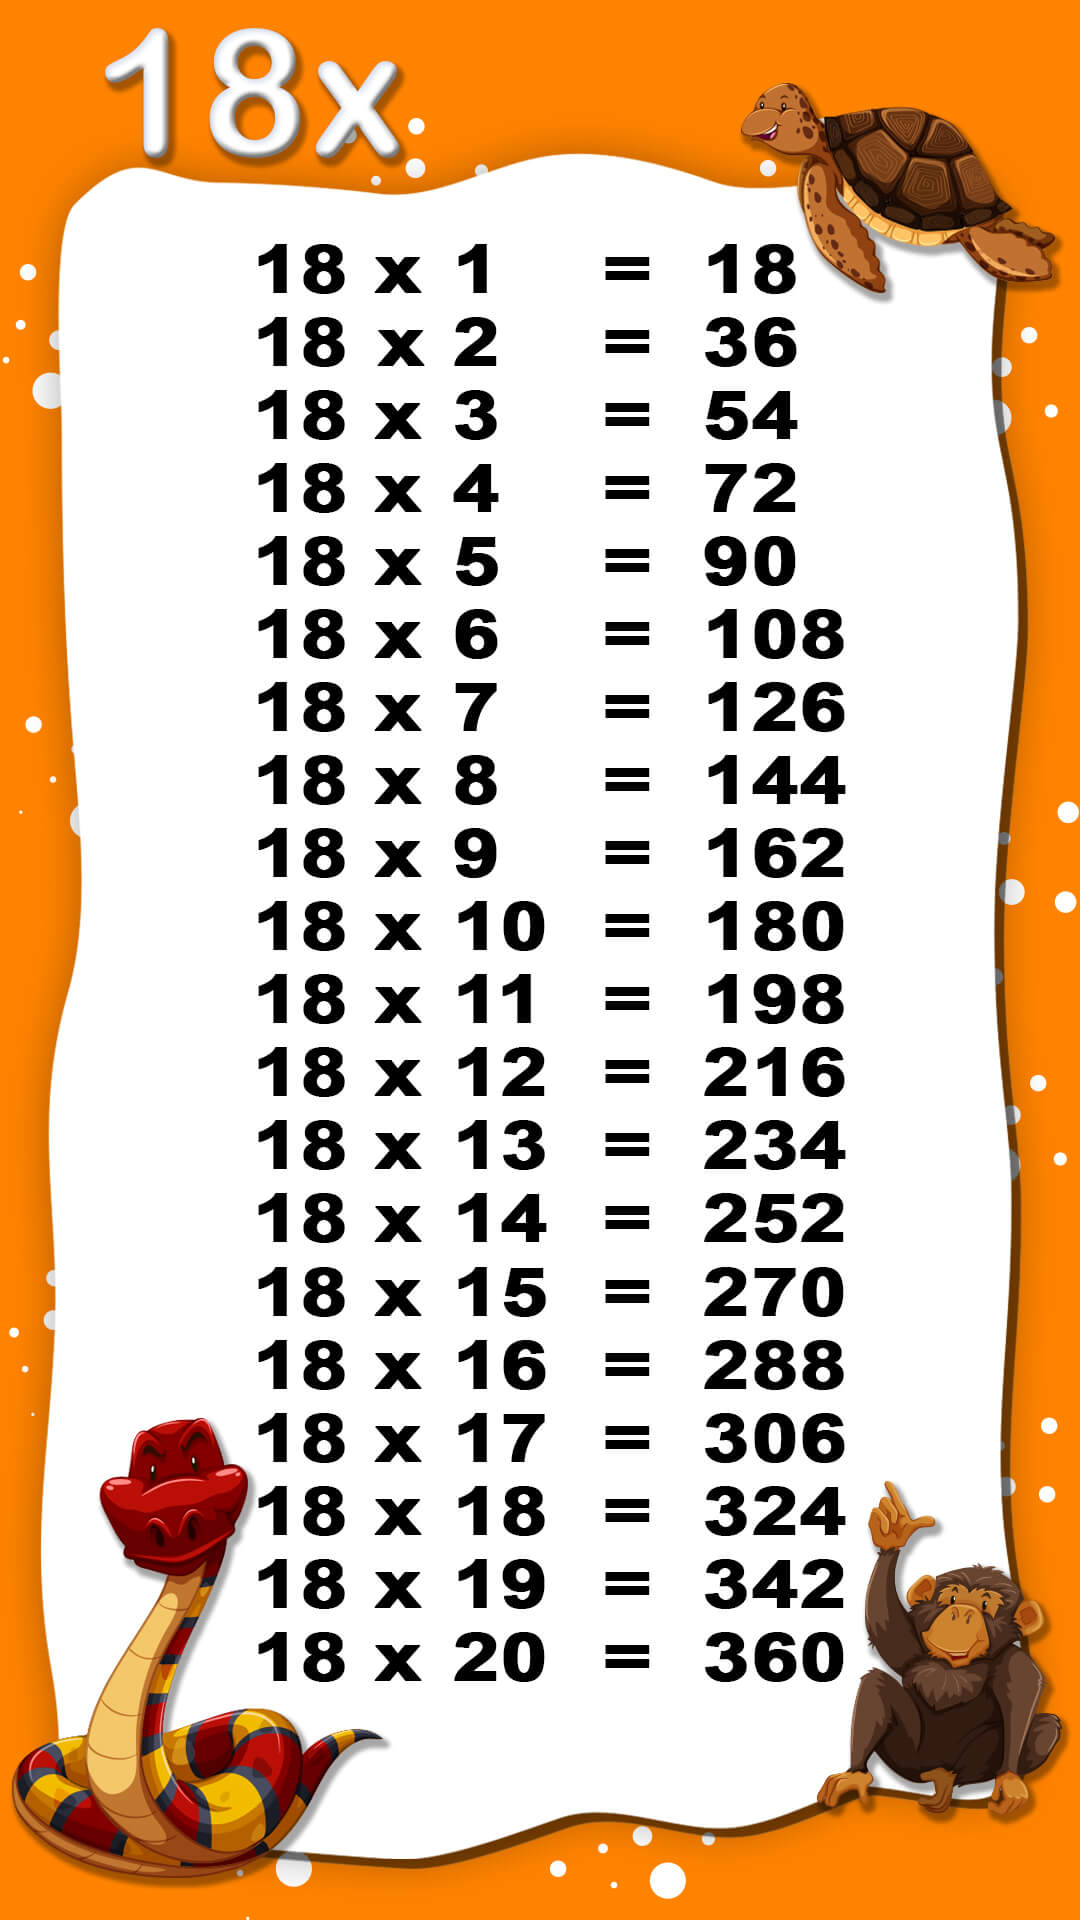 18x
18 x 1 = 18
18 x 2 = 36
18 x 3 = 54
18 x 4 = 72
18 x 5 = 90
18 x 6 = 108
18 x 7 = 126
18 x 8 = 144
18 x 9 = 162
18 x 10 = 180
18 x 11 = 198
18 x 12 = 216
18 x 13 = 234
18 x 14 = 252
18 x 15 = 270
18 x 16 = 288
18 x 17 = 306
18 x 18 = 324
18 x 19 = 342
18 x 20 = 360